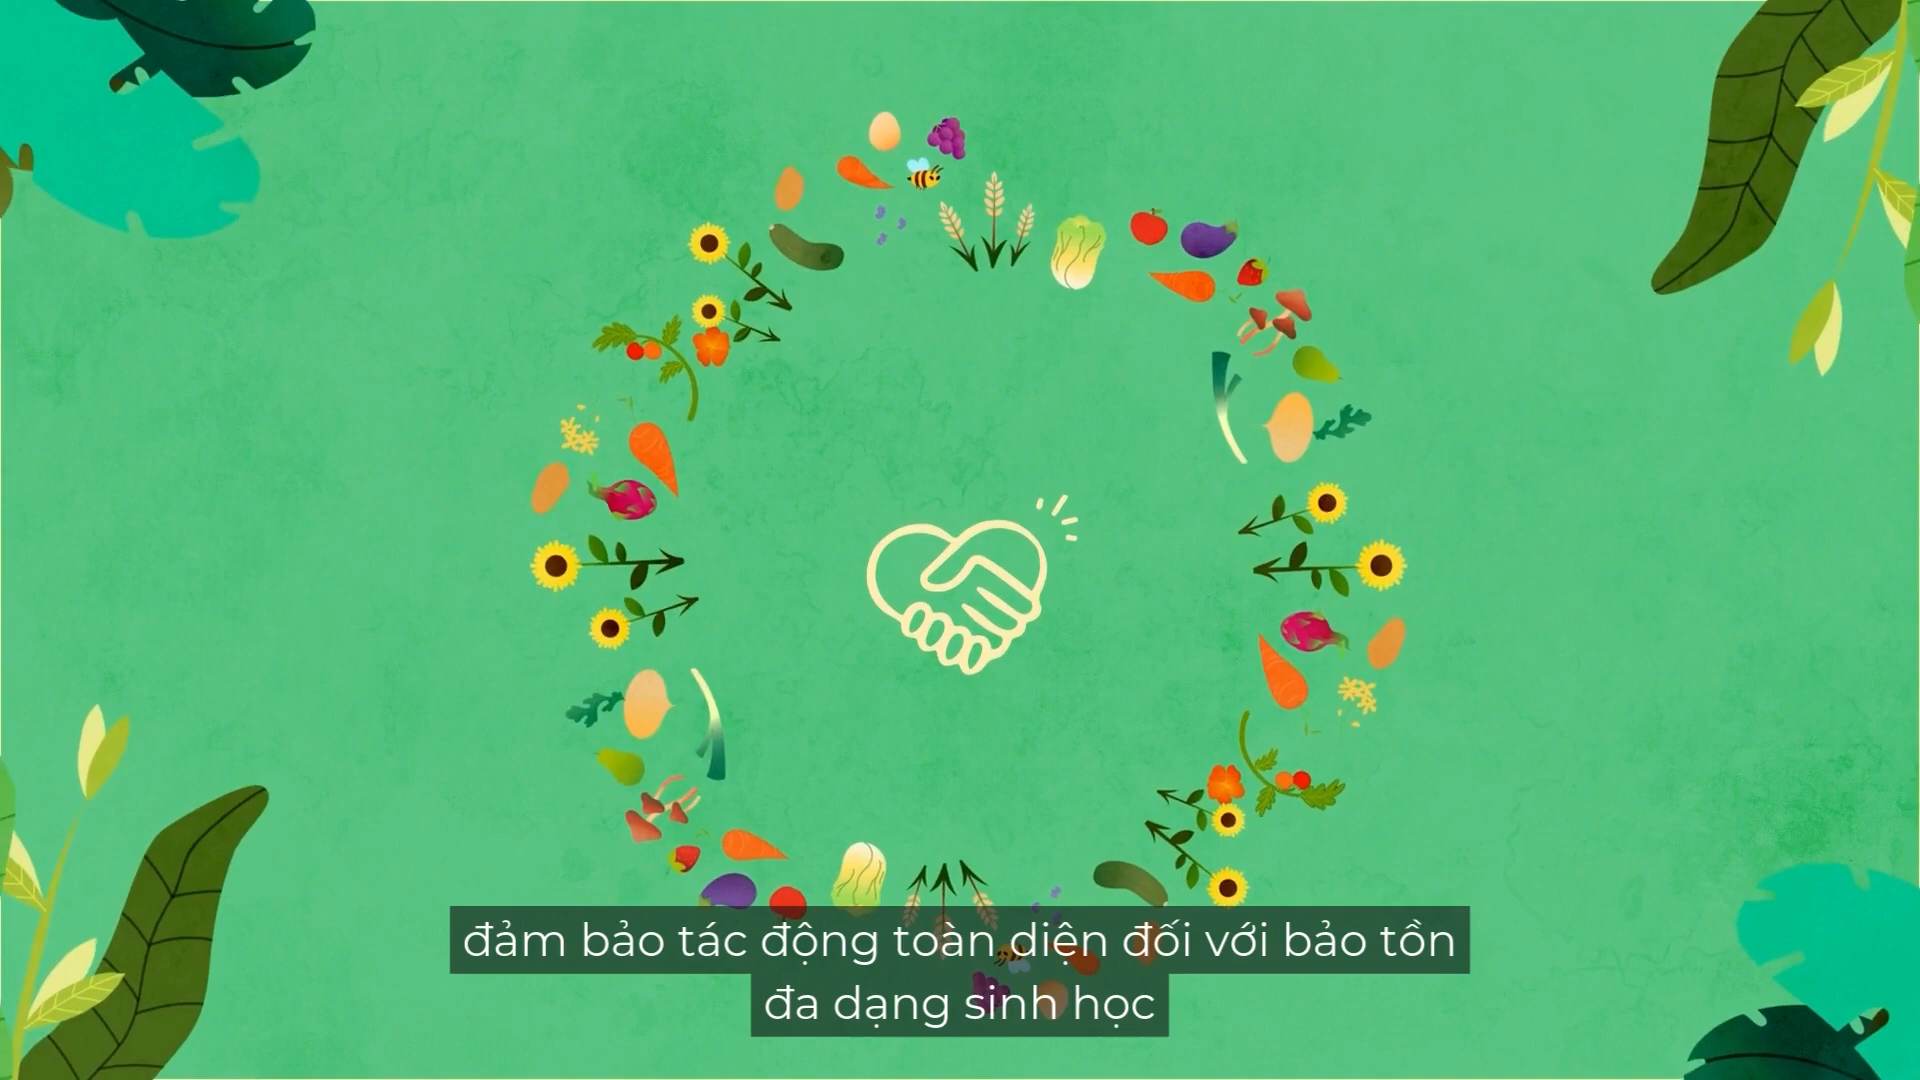 đảm bảo tác động toàn diện đối với bảo tồn
đa dạng sinh học